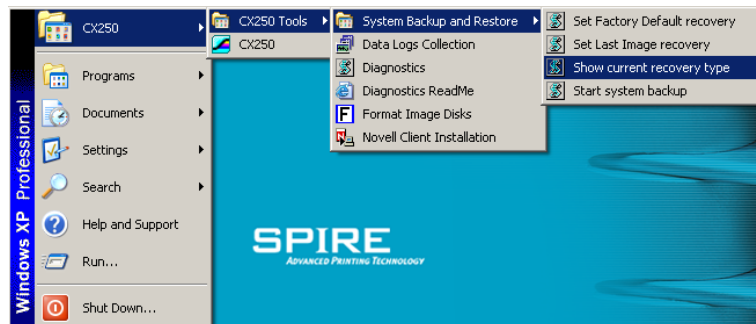 CX250
Programs
Documents
Settings
Search
Help and Support
Run...
Shut Down...
Windows XP Professional
CX250 Tools
CX250
System Backup and Restore
Data Logs Collection
Diagnostics
Diagnostics ReadMe
Format Image Disks
Novell Client Installation
Set Factory Default recovery
Set Last Image recovery
Show current recovery type
Start system backup
SPIRE
ADVANCED PRINTING TECHNOLOGY